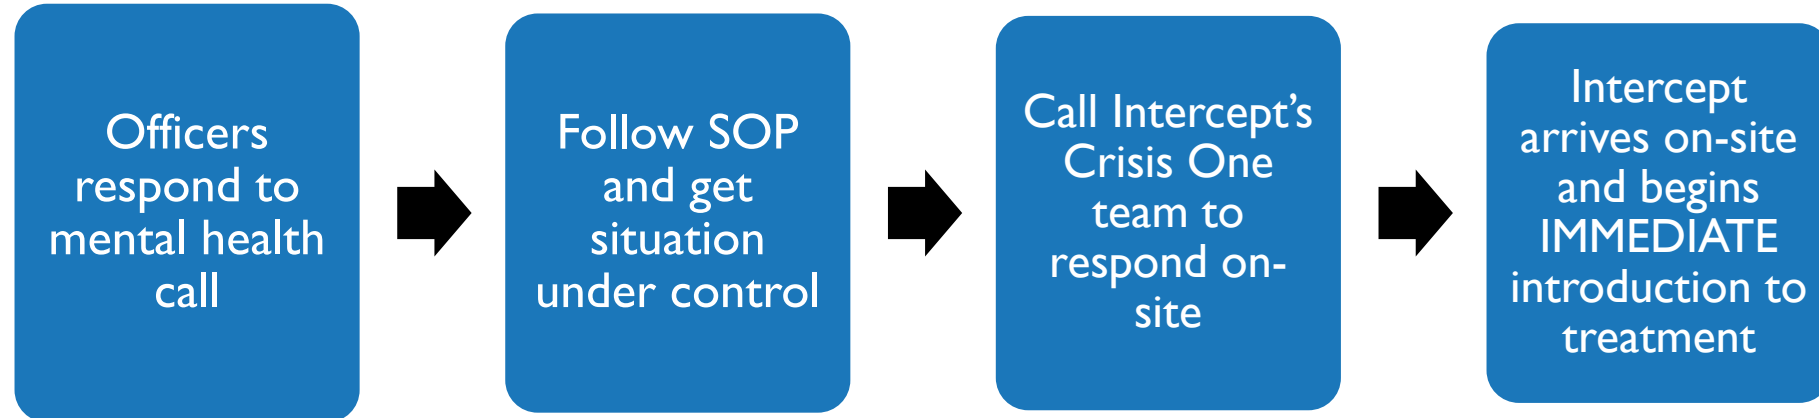 Officers
respond to
mental health
call
Follow SOP
and get
situation
under control
Call Intercept's
Crisis One
team to
respond on-
site
Intercept
arrives on-site
and begins
IMMEDIATE
introduction to
treatment